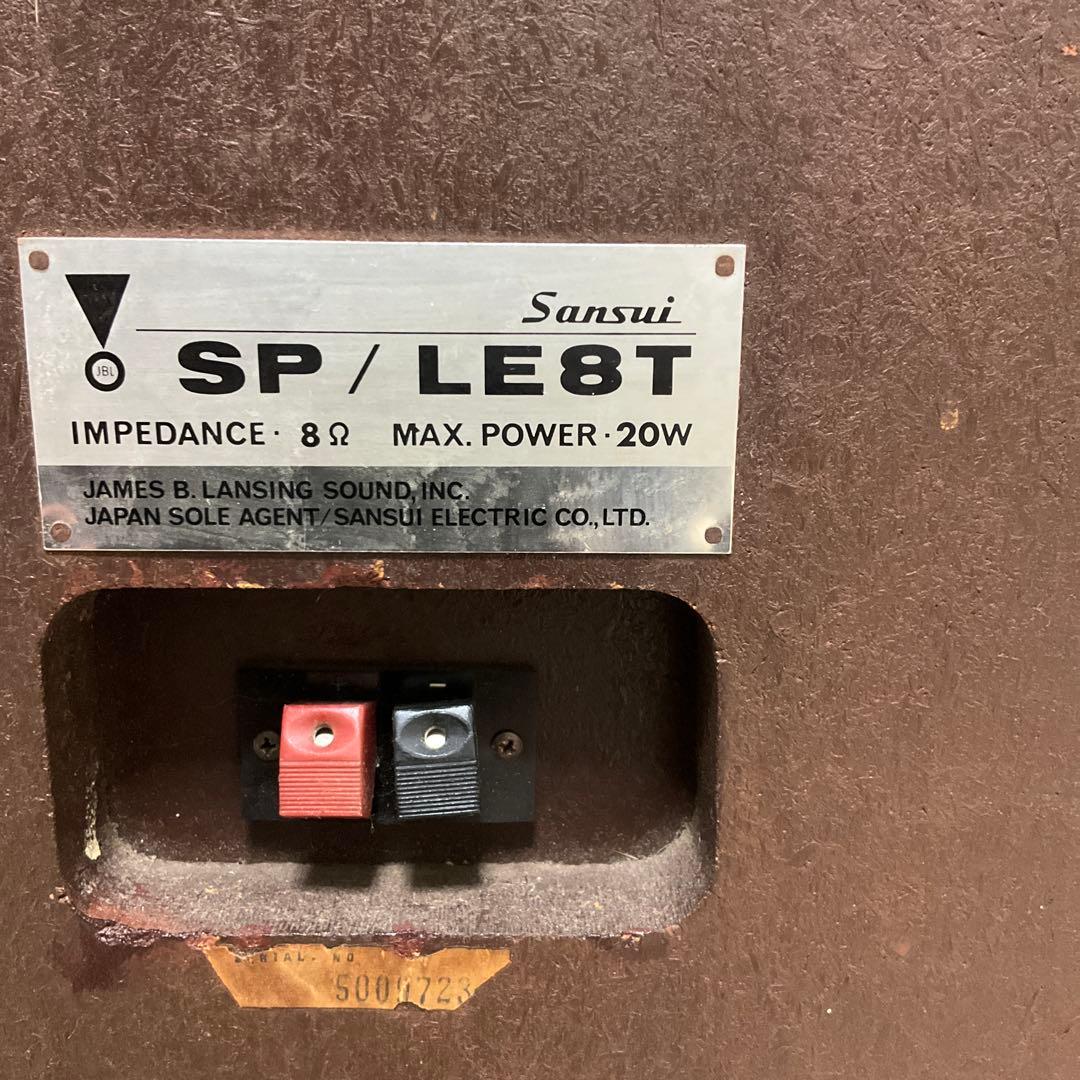 Sansui
JBL
SP / LE8T
IMPEDANCE · 8Ω MAX. POWER · 20W
JAMES B. LANSING SOUND, INC.
JAPAN SOLE AGENT/SANSUI ELECTRIC CO., LTD.
−
NO